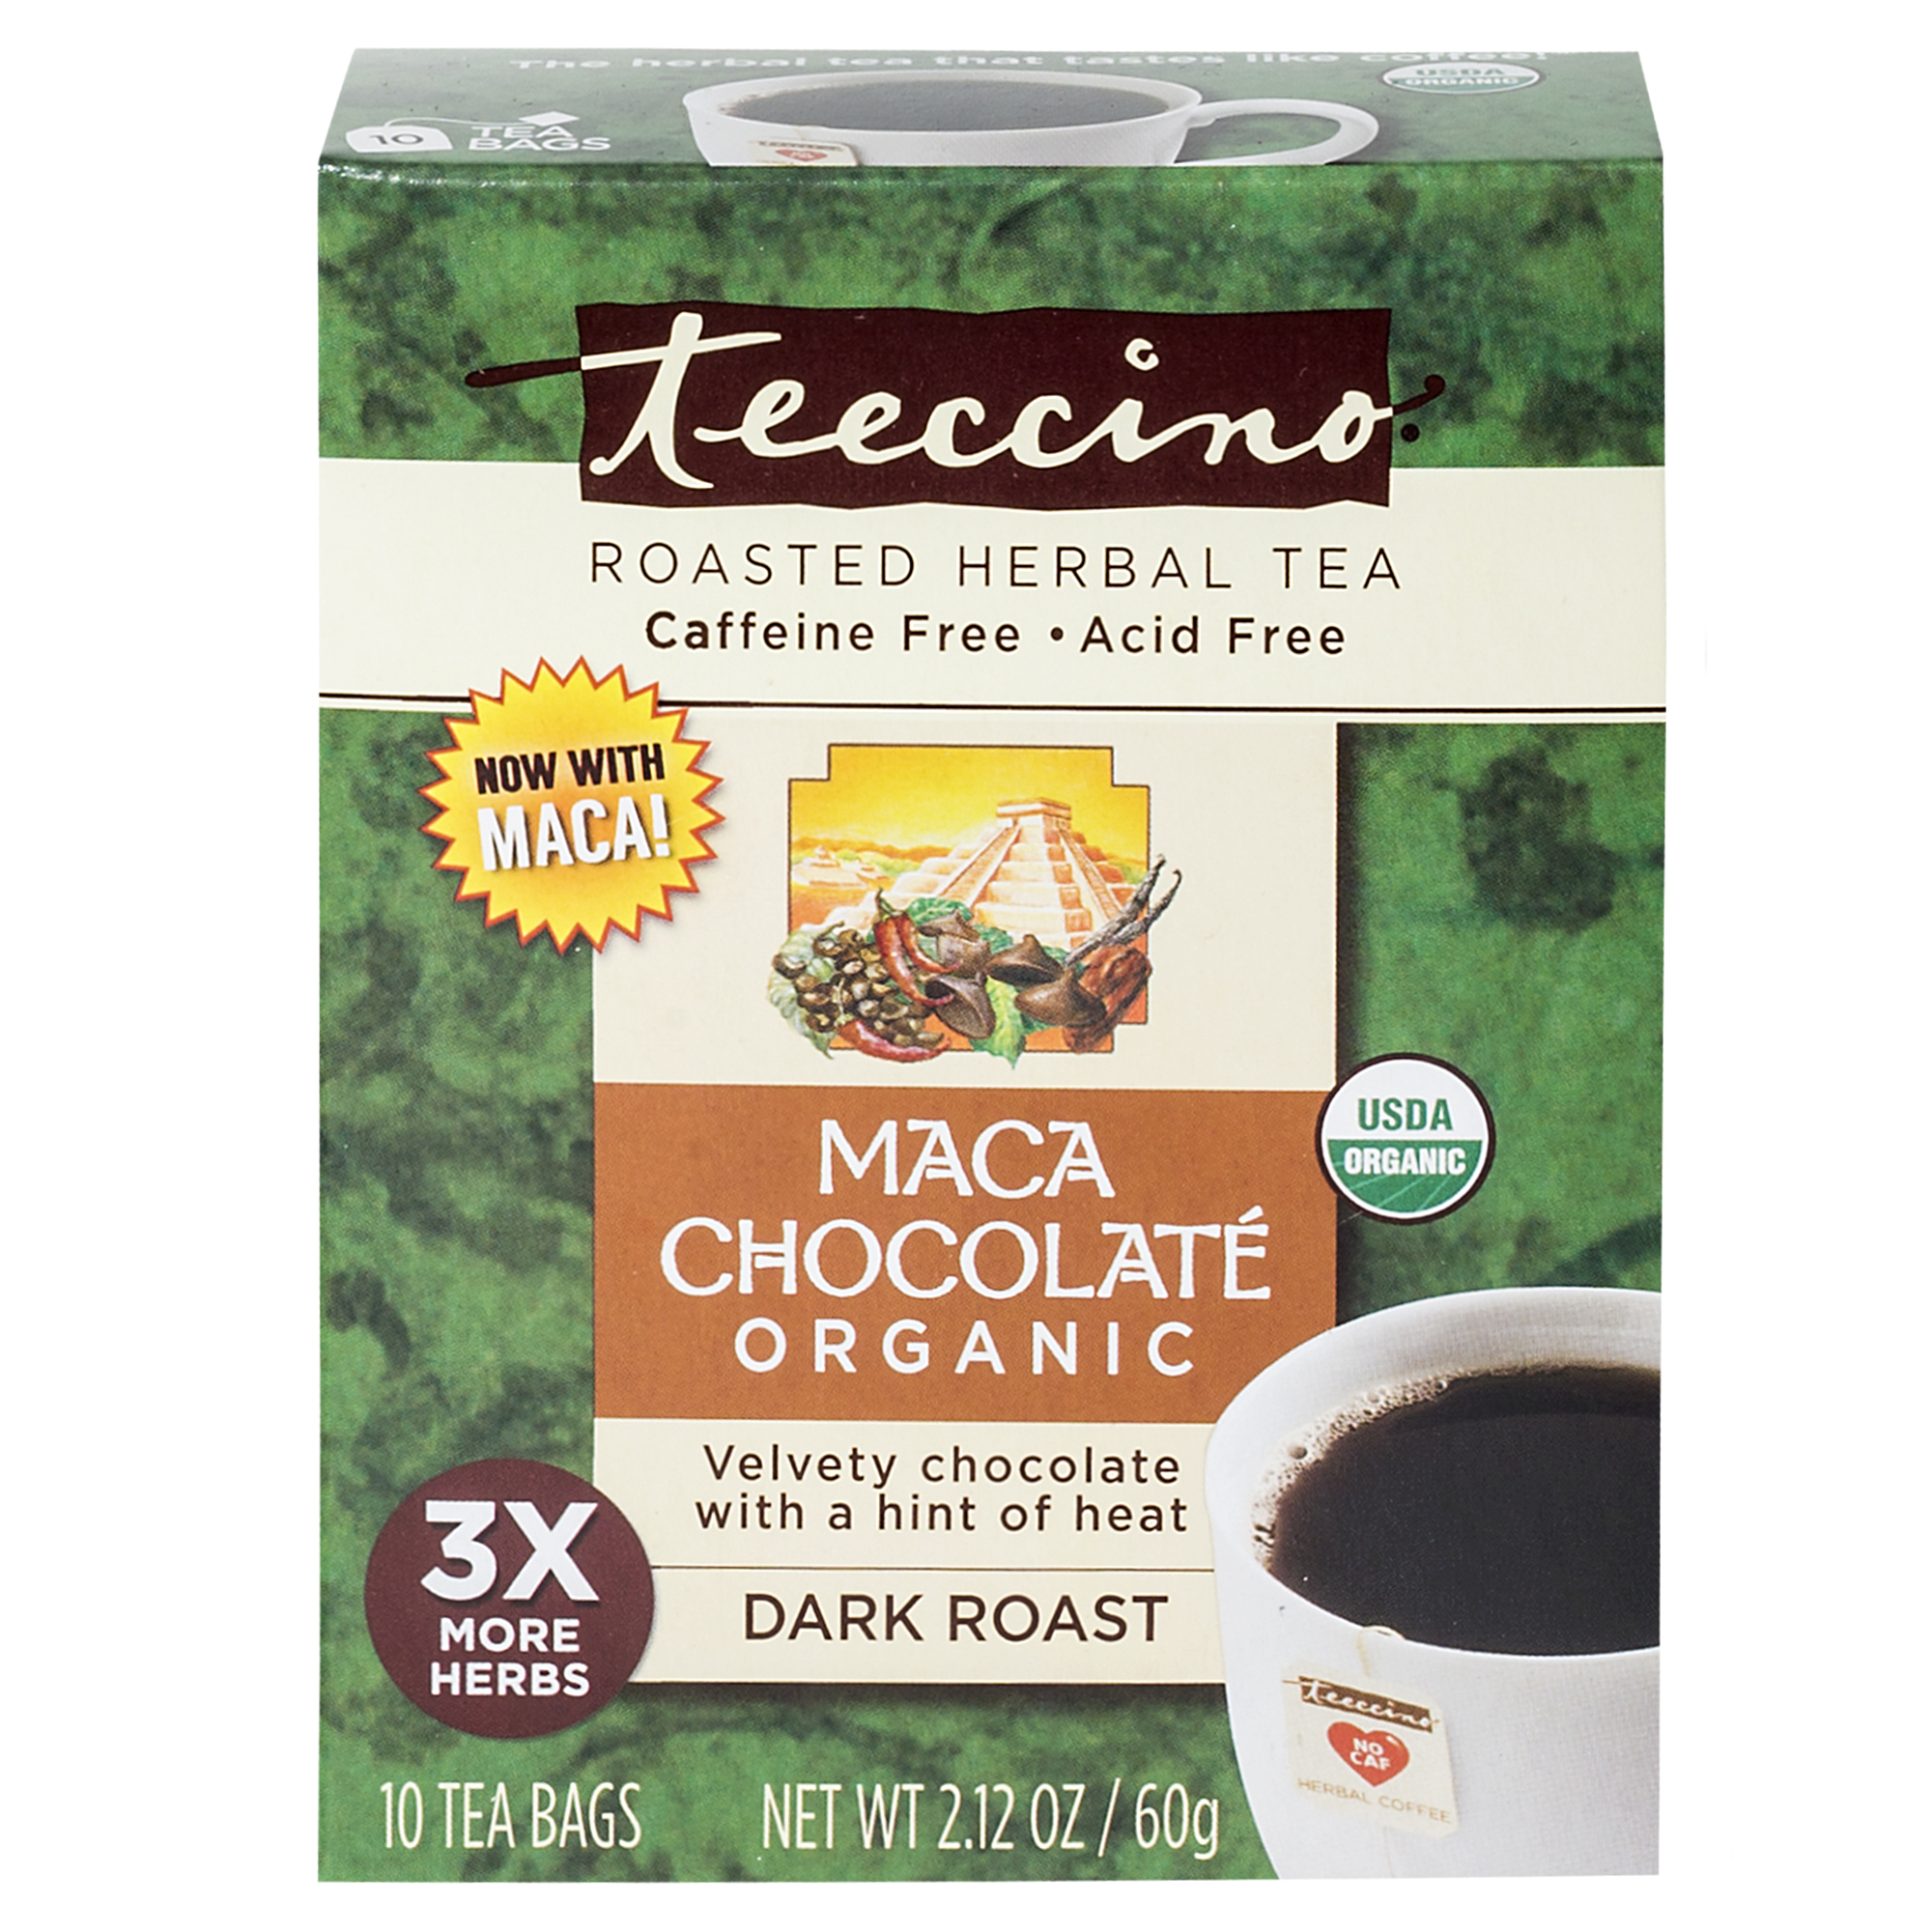 The herbal tea that tastes like coffee!
USDA
ORGANIC
10
TEA
BAGS
teeccino
ROASTED HERBAL TEA
Caffeine Free • Acid Free
NOW WITH
MACA!
MACA
CHOCOLATÉ
ORGANIC
USDA
ORGANIC
Velvety chocolate
with a hint of heat
DARK ROAST
3X
MORE
HERBS
teeccino
NO
CAF
HERBAL COFFEE
10 TEA BAGS
NET WT 2.12 OZ / 60g